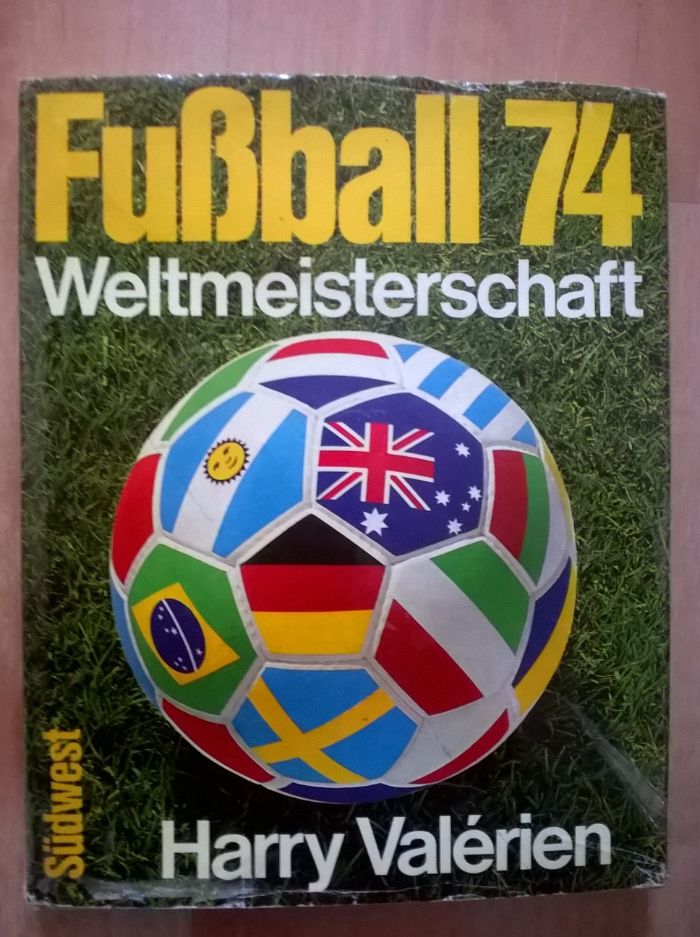 Fußball 74
Weltmeisterschaft
Südwest
Harry Valérien